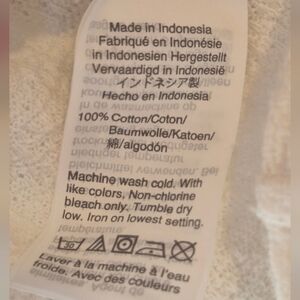 Made in Indonesia
Fabriqué en Indonésie
in Indonesien Hergestellt
Vervaardigd in Indonesië
インドネシア製
Hecho en Indonesia
100% Cotton/Coton/
Baumwolle/Katoen/
綿/algodón
Machine wash cold. With
like colors, Non-chlorine
bleach only. Tumble dry
low. Iron on lowest setting.
30
Laver à la machine à l'eau
froide. Avec des couleurs